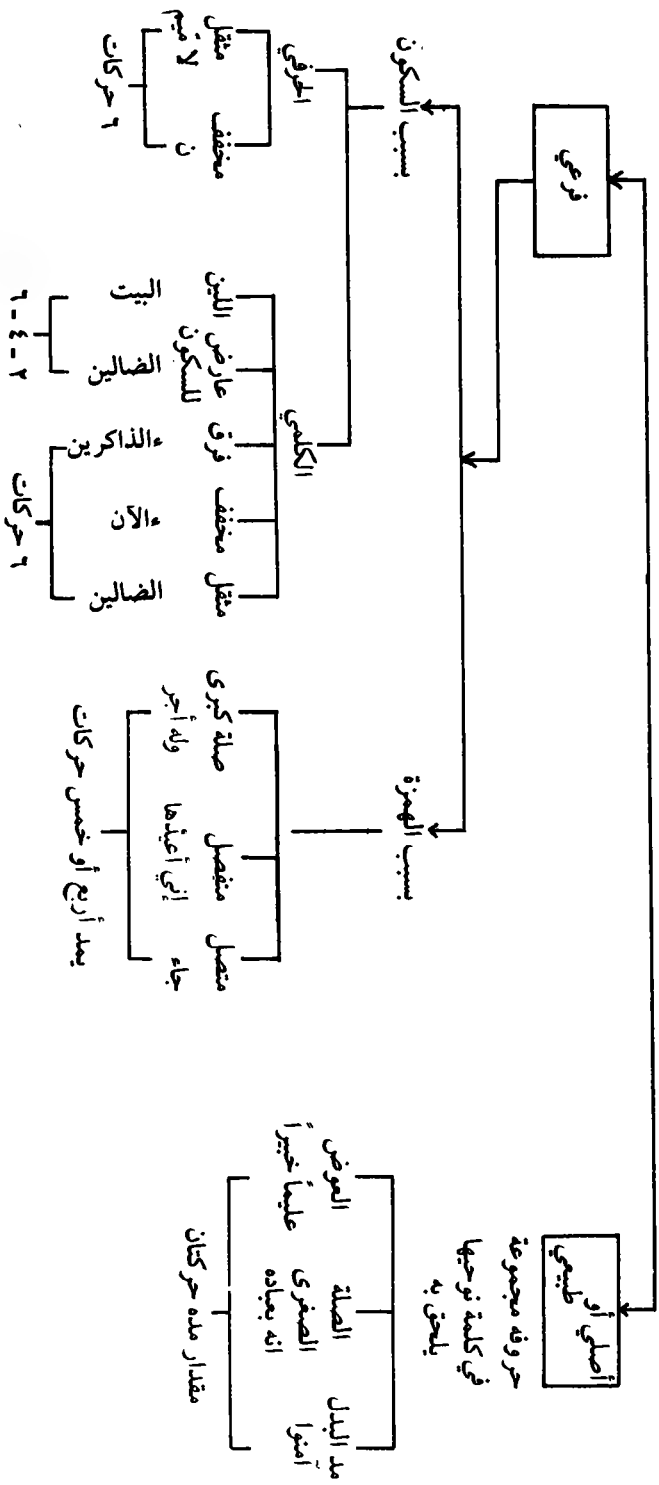 أصلي أو
طبيعي
حروفه مجموعة
في كلمة نوحيها
يلحق به
مدّ البدل
آمنوا
الصلة
الصغرى
انه بعباده
العوض
عليماً خبيراً
مقدار مده حركتان
فرعي
بسبب الهمزة
متصل
جاء
منفصل
إني أعيذها
صلة كبرى
وله أجر
يمد أربع أو خمس حركات
بسبب السكون
الكلمي
مثقل
الضالين
مخفف
ءالآن
فرق
ءالذاكرين
٦ حركات
عارض
للسكون
الضالين
اللين
البيت
٢ - ٤ - ٦
الحرفي
مخفف
ن
مثقل
لا تميم
٦ حركات